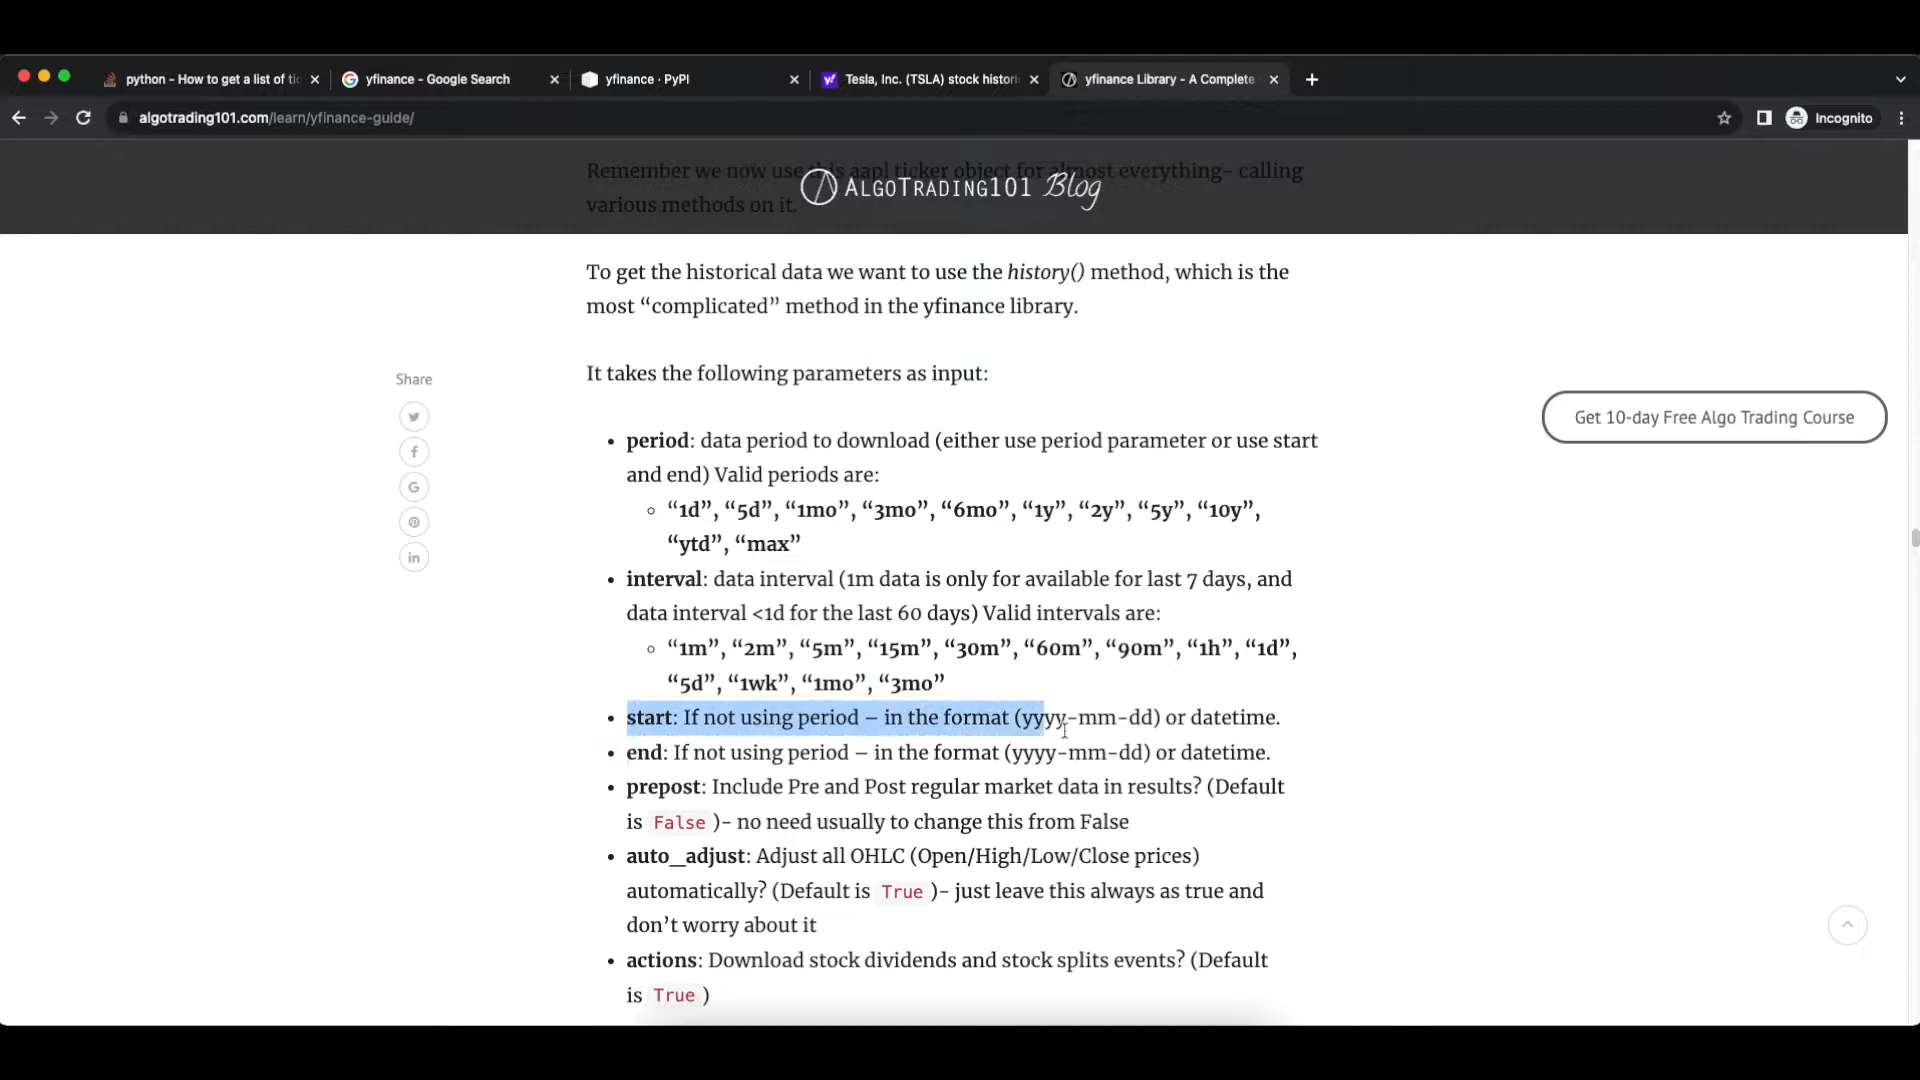 python - How to get a list of tic
yfinance - Google Search
yfinance · PyPI
Tesla, Inc. (TSLA) stock histori
yfinance Library - A Complete
algotrading101.com/learn/yfinance-guide/
Incognito
Remember we now use this aapl ticker object for almost everything- calling
various methods on it.
ALGOTRADING101 Blog
To get the historical data we want to use the history() method, which is the
most “complicated” method in the yfinance library.
It takes the following parameters as input:
Share
Get 10-day Free Algo Trading Course
• period: data period to download (either use period parameter or use start
and end) Valid periods are:
“1d”, “5d”, “1mo”, “3mo”, “6mo”, “1y”, “2y”, “5y”, “10y”,
“ytd”, “max”
• interval: data interval (1m data is only for available for last 7 days, and
data interval <1d for the last 60 days) Valid intervals are:
“1m”, “2m”, “5m”, “15m”, “30m”, “60m”, “90m”, “1h”, “1d”,
“5d”, “1wk”, “1mo”, “3mo”
• start: If not using period – in the format (yyyy-mm-dd) or datetime.
• end: If not using period – in the format (yyyy-mm-dd) or datetime.
• prepost: Include Pre and Post regular market data in results? (Default
is False )- no need usually to change this from False
• auto_adjust: Adjust all OHLC (Open/High/Low/Close prices)
automatically? (Default is True )- just leave this always as true and
don’t worry about it
• actions: Download stock dividends and stock splits events? (Default
is True )